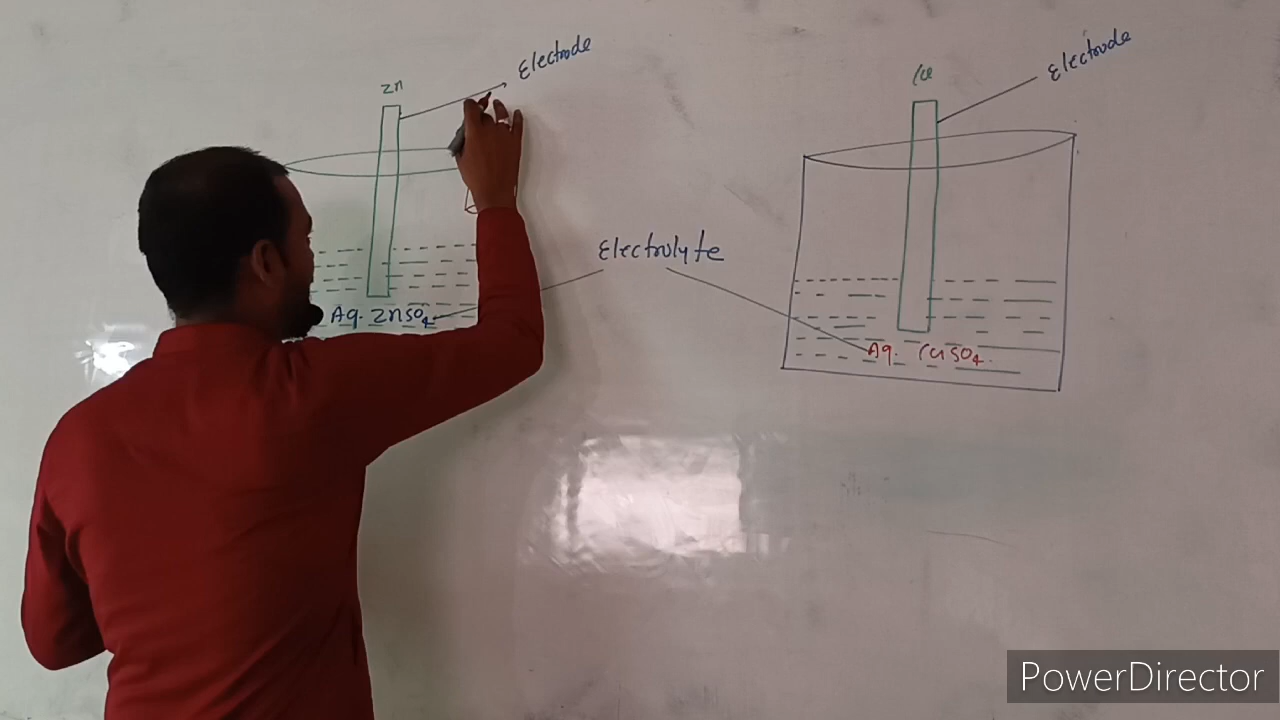 Electrode
Zn
Electrode
Cu
Electrolyte
Aq. ZnSO4
Aq. CuSO4.
PowerDirector